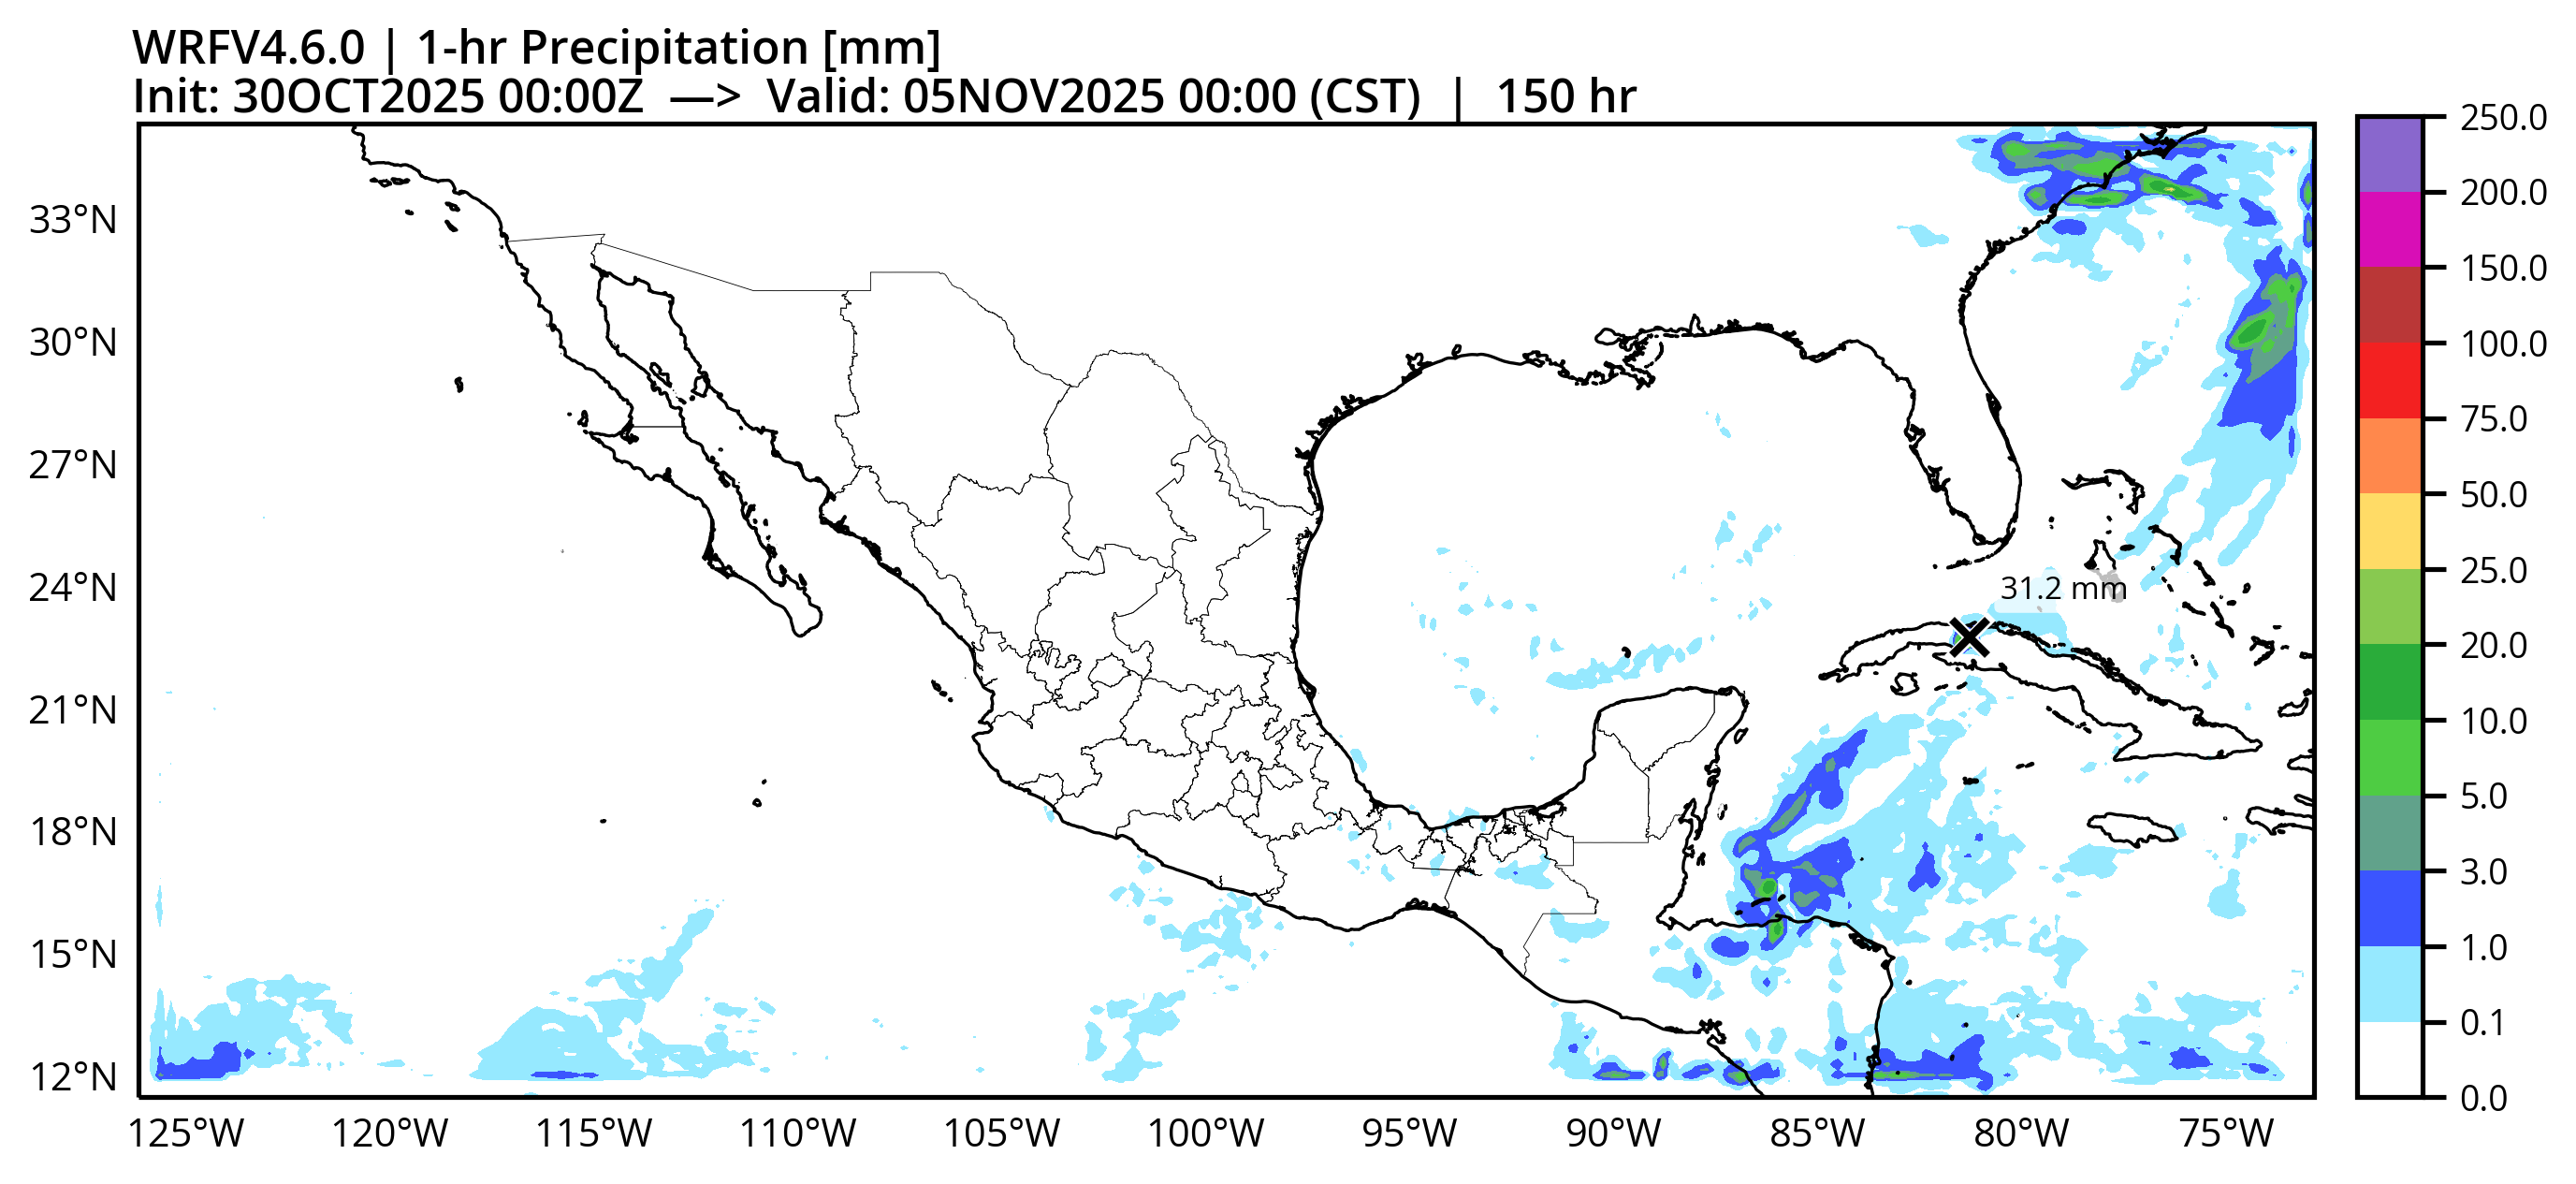 WRFV4.6.0 | 1-hr Precipitation [mm]
Init: 30OCT2025 00:00Z —> Valid: 05NOV2025 00:00 (CST) | 150 hr
33°N
30°N
27°N
24°N
21°N
18°N
15°N
12°N
125°W 120°W 115°W 110°W 105°W 100°W 95°W 90°W 85°W 80°W 75°W
31.2 mm
250.0
200.0
150.0
100.0
75.0
50.0
25.0
20.0
10.0
5.0
3.0
1.0
0.1
0.0